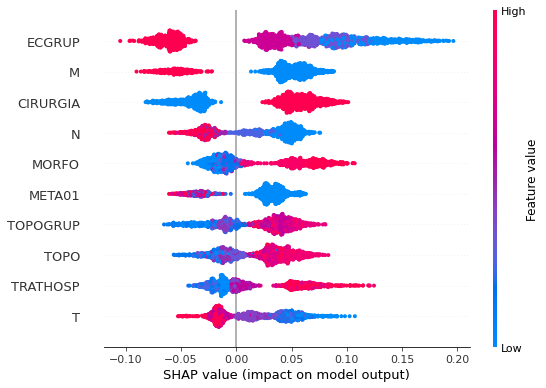 High
ECGRUP
M
CIRURGIA
N
MORFO
META01
TOPOGRUP
TOPO
TRATHOSP
T
Feature value
Low
−0.10 −0.05 0.00 0.05 0.10 0.15 0.20
SHAP value (impact on model output)